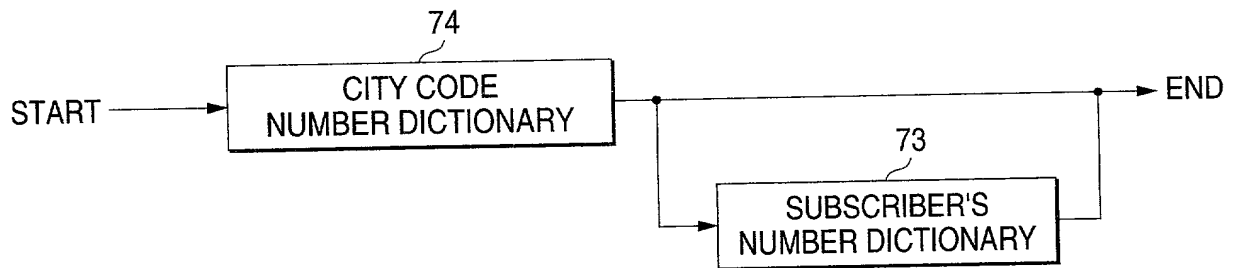 74
START
CITY CODE
NUMBER DICTIONARY
END
73
SUBSCRIBER'S
NUMBER DICTIONARY